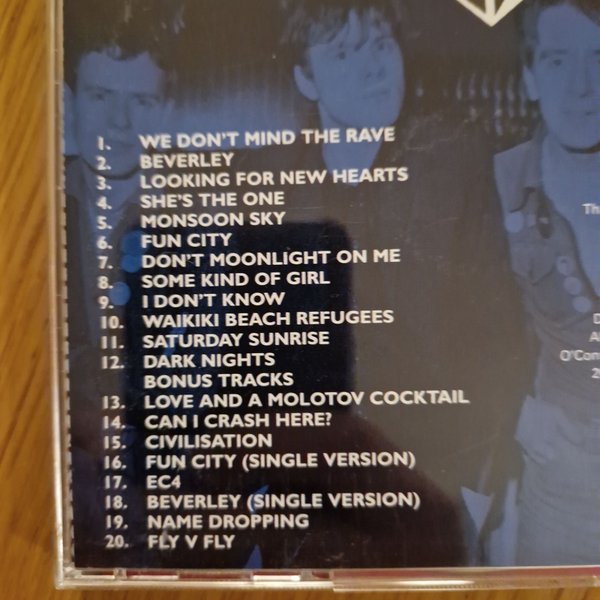 1. WE DON'T MIND THE RAVE
2. BEVERLEY
3. LOOKING FOR NEW HEARTS
4. SHE'S THE ONE
5. MONSOON SKY
6. FUN CITY
7. DON'T MOONLIGHT ON ME
8. SOME KIND OF GIRL
9. I DON'T KNOW
10. WAIKIKI BEACH REFUGEES
11. SATURDAY SUNRISE
12. DARK NIGHTS
BONUS TRACKS
13. LOVE AND A MOLOTOV COCKTAIL
14. CAN I CRASH HERE?
15. CIVILISATION
16. FUN CITY (SINGLE VERSION)
17. EC4
18. BEVERLEY (SINGLE VERSION)
19. NAME DROPPING
20. FLY V FLY